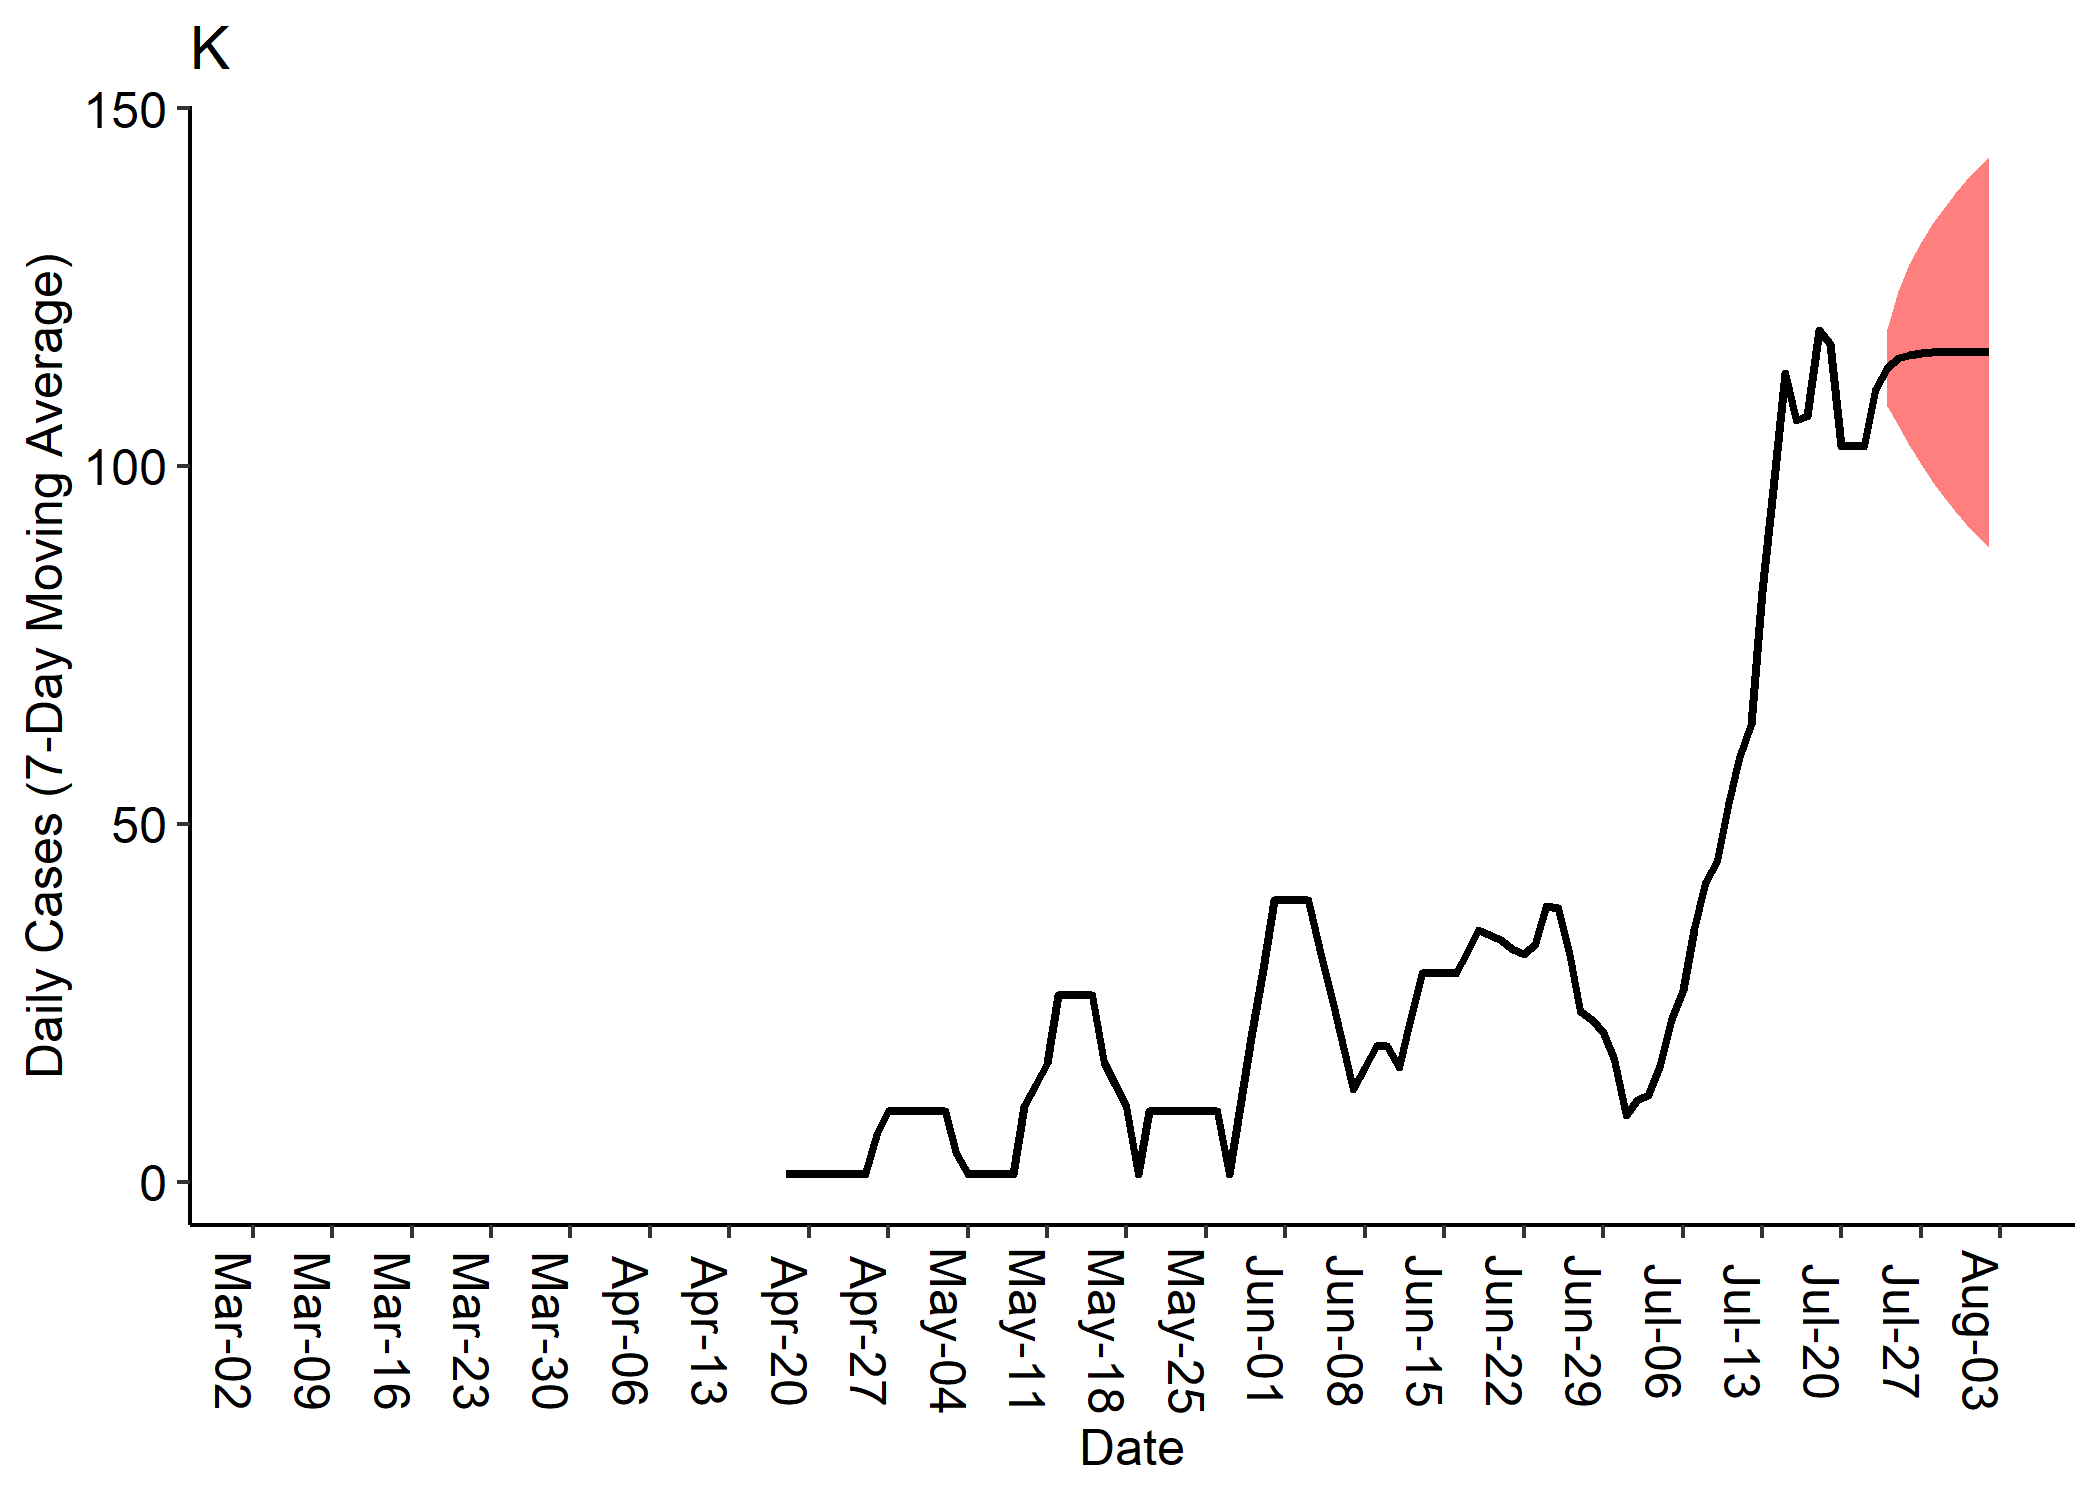 K
Daily Cases (7-Day Moving Average)
150
100
50
0
Mar-02
Mar-09
Mar-16
Mar-23
Mar-30
Apr-06
Apr-13
Apr-20
Apr-27
May-04
May-11
May-18
May-25
Jun-01
Jun-08
Jun-15
Jun-22
Jun-29
Jul-06
Jul-13
Jul-20
Jul-27
Aug-03
Date